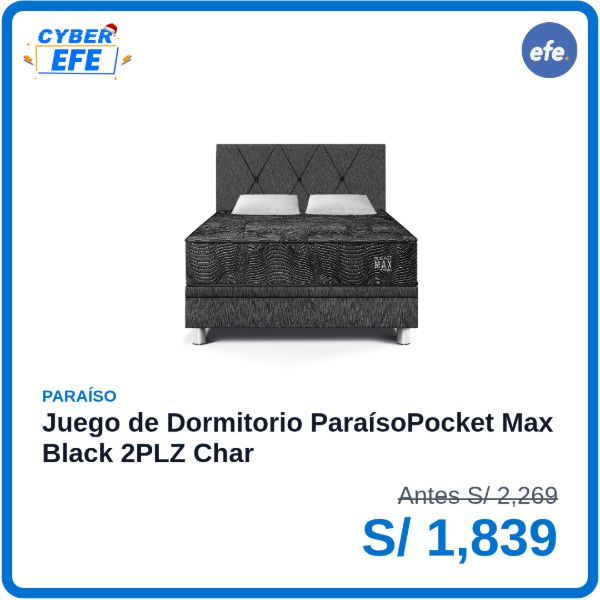 CYBER
EFE
efe.
MAX
PARAÍSO
Juego de Dormitorio ParaísoPocket Max
Black 2PLZ Char
Antes S/ 2,269
S/ 1,839